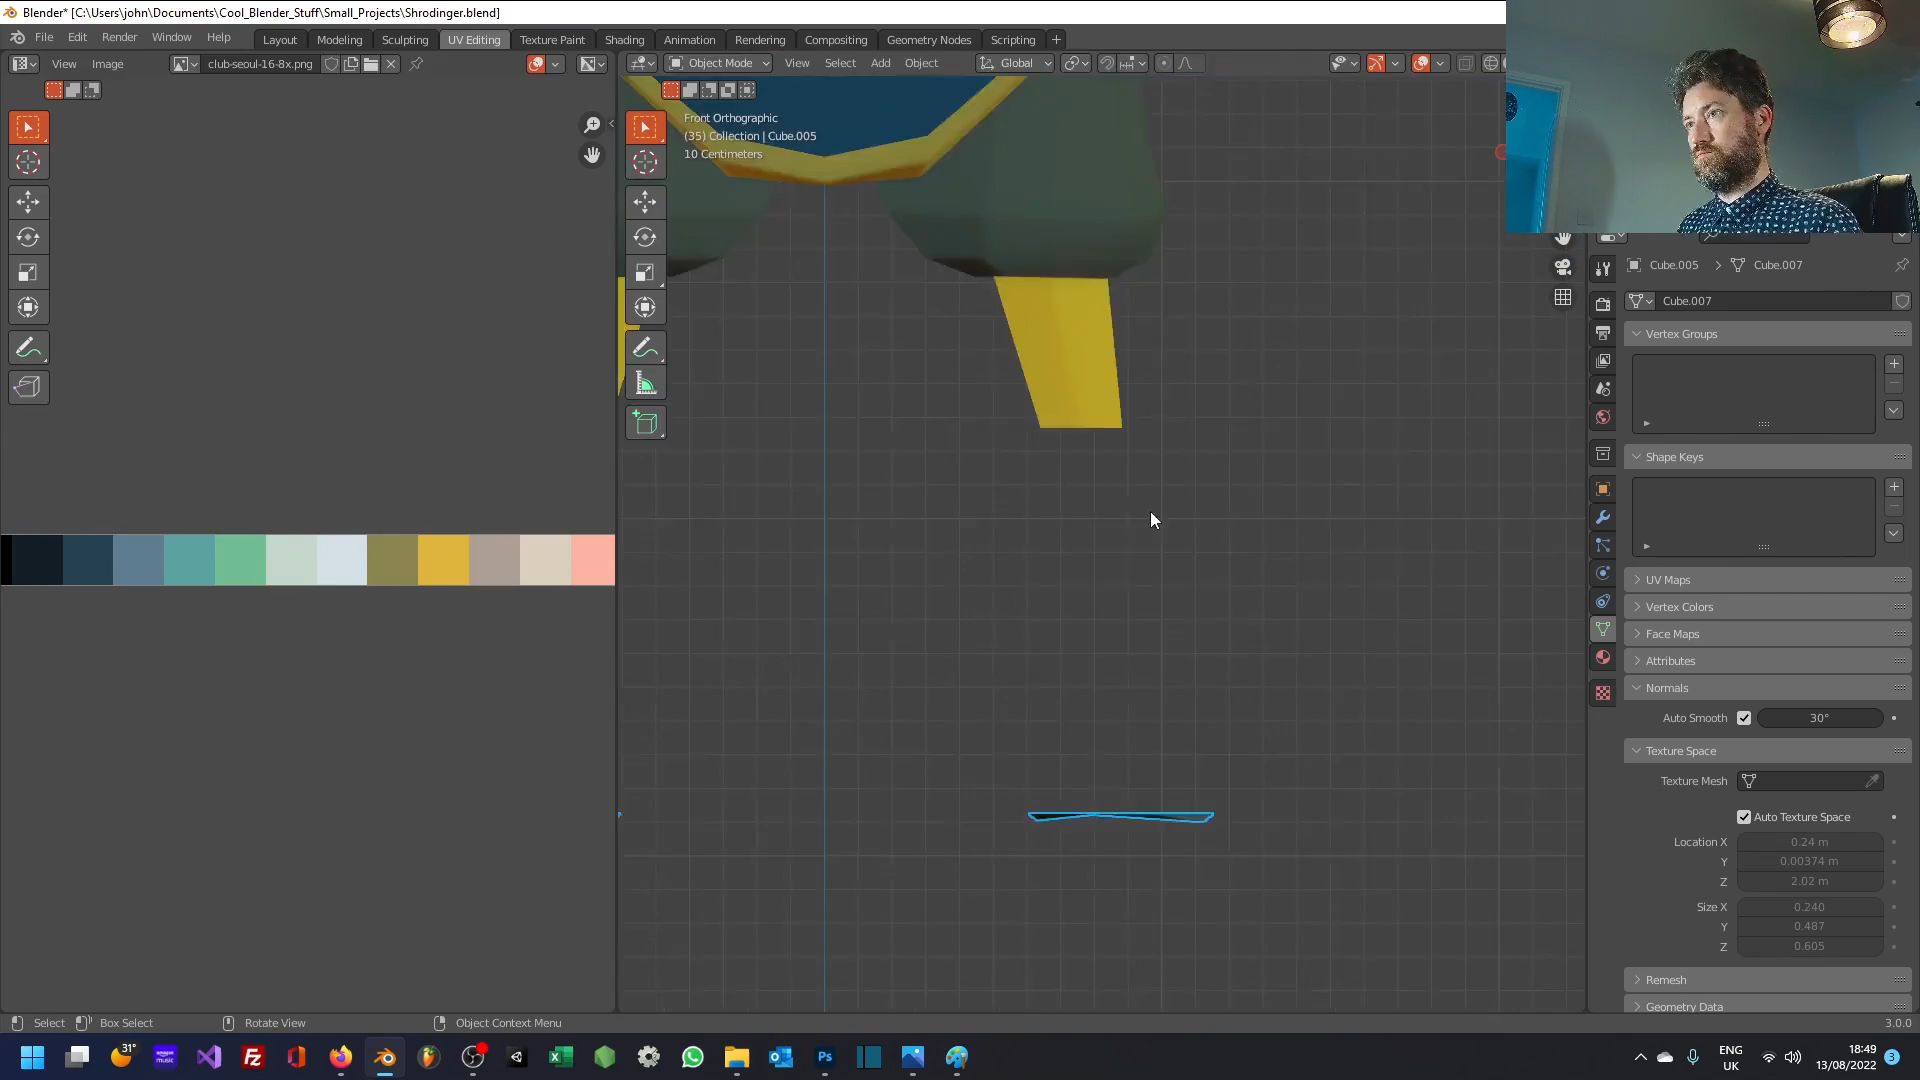 Blender* [C:\Users\john\Documents\Cool_Blender_Stuff\Small_Projects\Shrodinger.blend]
File Edit Render Window Help
Layout Modeling Sculpting UV Editing Texture Paint Shading Animation Rendering Compositing Geometry Nodes Scripting +
View Image club-seoul-16-8x.png
Object Mode View Select Add Object Global
Front Orthographic
(35) Collection | Cube.005
10 Centimeters
Cube.005 Cube.007
Cube.007
Vertex Groups
Shape Keys
UV Maps
Vertex Colors
Face Maps
Attributes
Normals
Auto Smooth 30°
Texture Space
Texture Mesh
Auto Texture Space
Location X 0.24 m
Y 0.00374 m
Z 2.02 m
Size X 0.240
Y 0.487
Z 0.605
Remesh
Geometry Data
Select Box Select Rotate View Object Context Menu 3.0.0
31°
amazon music
Fz
Ps
ENG
UK
18:49
13/08/2022
3